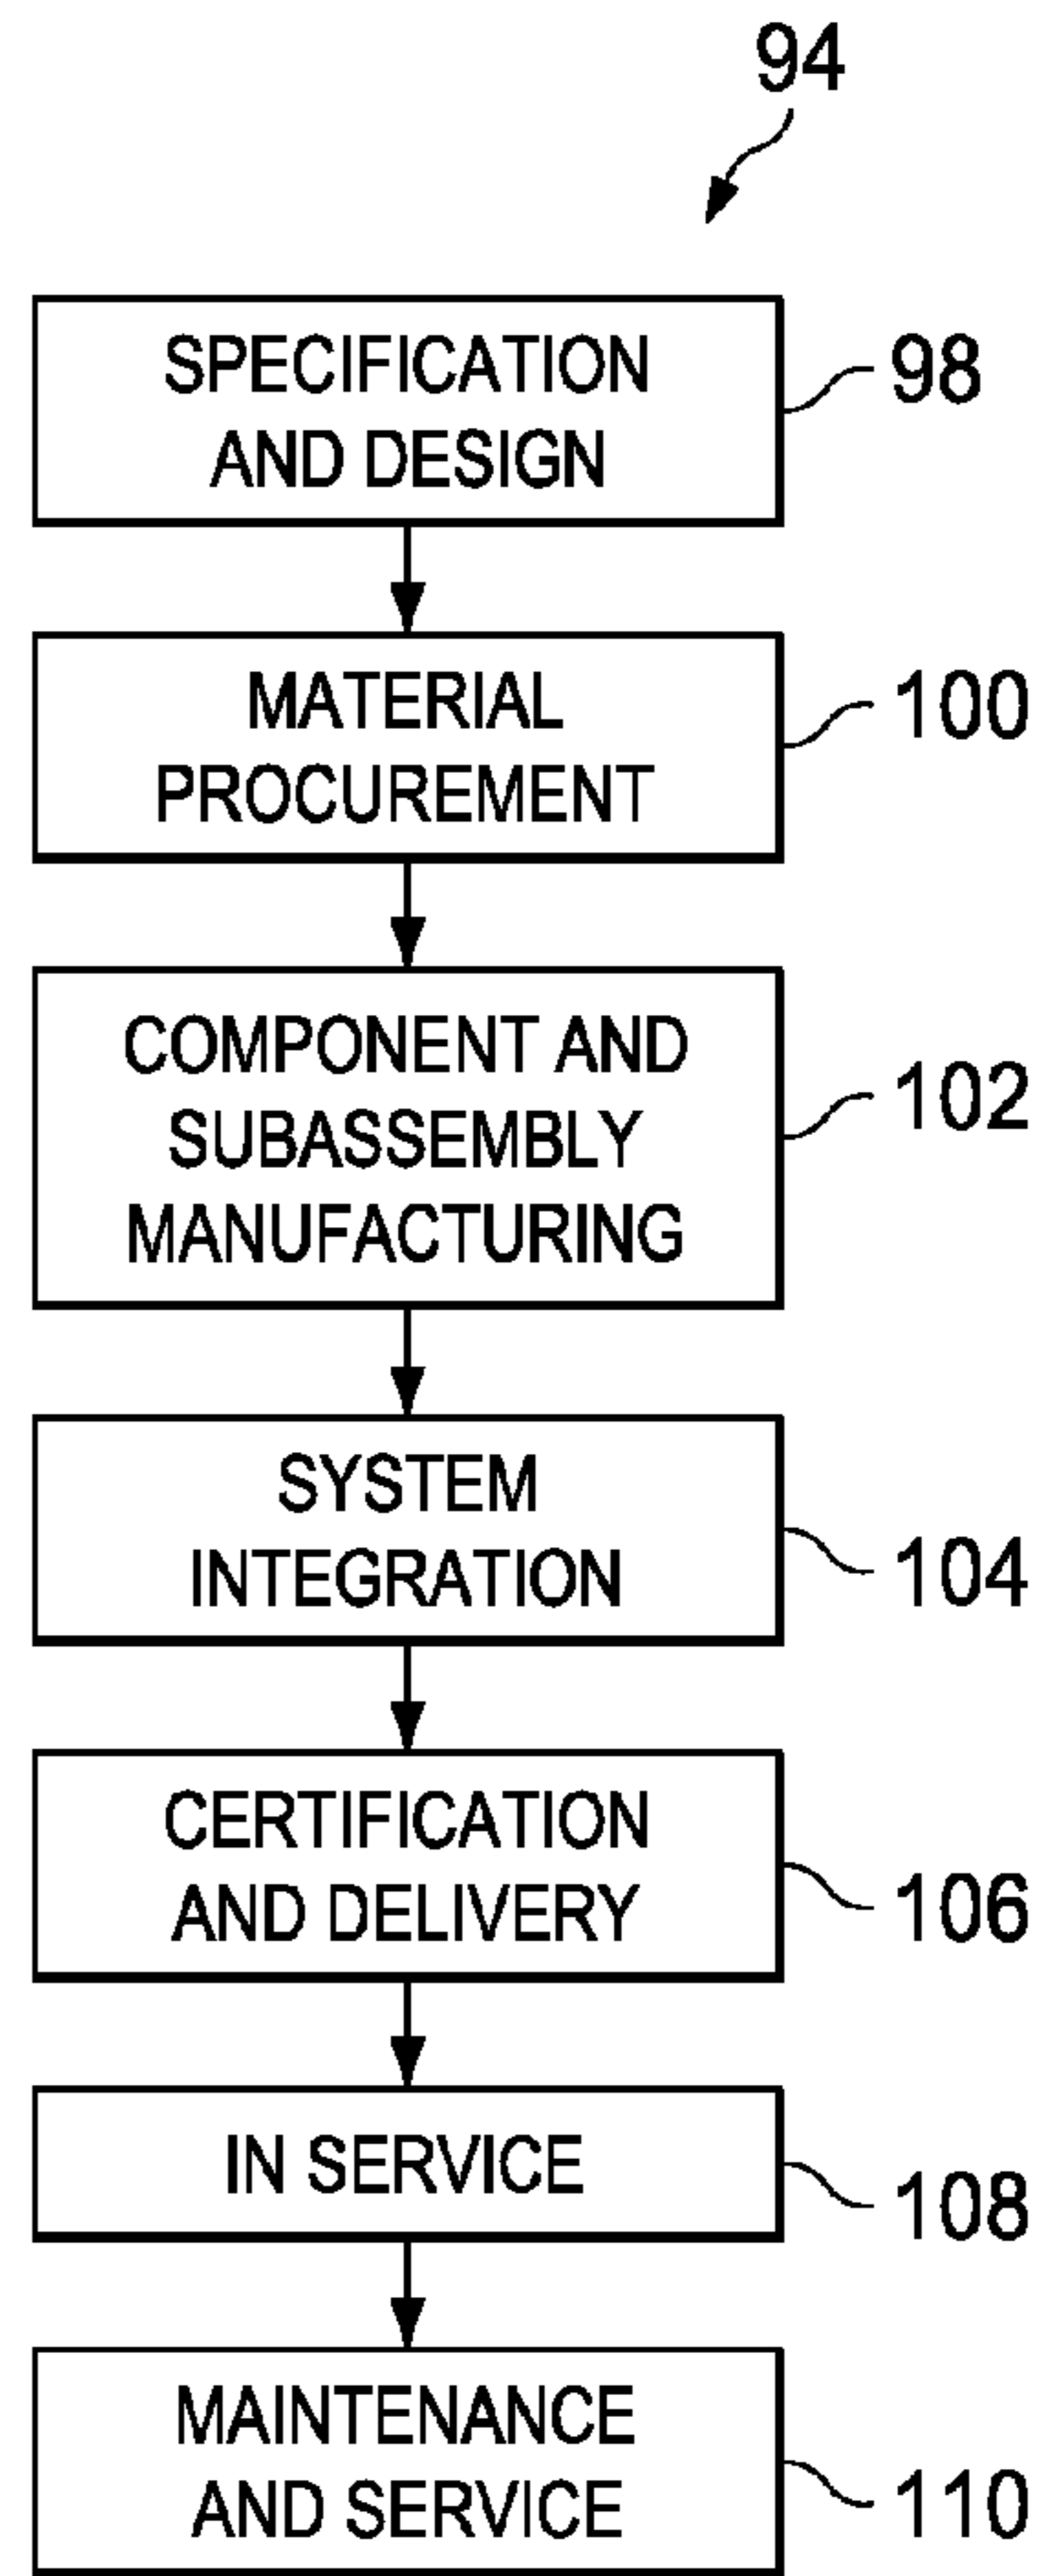 94
SPECIFICATION
AND DESIGN
98
MATERIAL
PROCUREMENT
100
COMPONENT AND
SUBASSEMBLY
MANUFACTURING
102
SYSTEM
INTEGRATION
104
CERTIFICATION
AND DELIVERY
106
IN SERVICE
108
MAINTENANCE
AND SERVICE
110